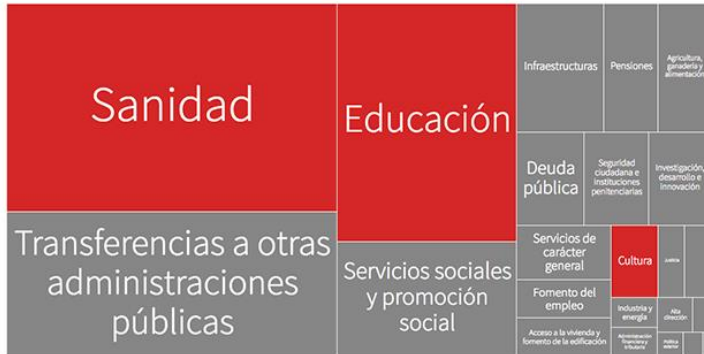 Sanidad
Transferencias a otras
administraciones
públicas
Educación
Servicios sociales
y promoción
social
Infraestructuras
Pensiones
Agricultura,
ganadería y
alimentación
Deuda
pública
Seguridad
ciudadana e
instituciones
penitenciarias
Investigación,
desarrollo e
innovación
Servicios de
carácter
general
Cultura
Justicia
Fomento del
empleo
Industria y
energía
Alta
dirección
Acceso a la vivienda y
fomento de la edificación
Administración
financiera y
tributaria
Política
exterior